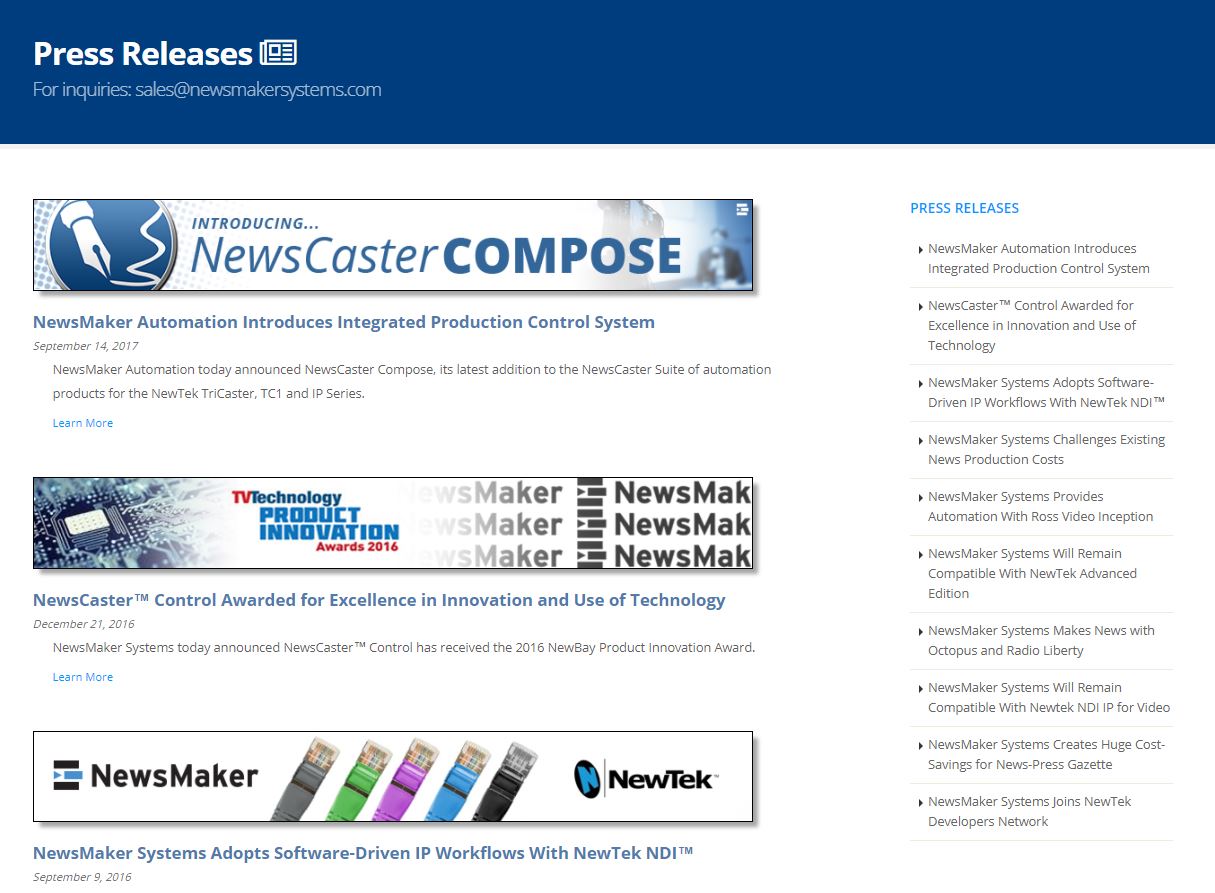 Press Releases
For inquiries: sales@newsmakersystems.com
INTRODUCING...
NewsCaster COMPOSE
NewsMaker Automation Introduces Integrated Production Control System
September 14, 2017
NewsMaker Automation today announced NewsCaster Compose, its latest addition to the NewsCaster Suite of automation
products for the NewTek TriCaster, TC1 and IP Series.
Learn More
TVTechnology
PRODUCT
INNOVATION
Awards 2016
ewsMaker NewsMak
ewsMaker NewsMak
ewsMaker NewsMak
NewsCaster™ Control Awarded for Excellence in Innovation and Use of Technology
December 21, 2016
NewsMaker Systems today announced NewsCaster™ Control has received the 2016 NewBay Product Innovation Award.
Learn More
NewsMaker
NewTek™
NewsMaker Systems Adopts Software-Driven IP Workflows With NewTek NDI™
September 9, 2016
PRESS RELEASES
NewsMaker Automation Introduces
Integrated Production Control System
NewsCaster™ Control Awarded for
Excellence in Innovation and Use of
Technology
NewsMaker Systems Adopts Software-
Driven IP Workflows With NewTek NDI™
NewsMaker Systems Challenges Existing
News Production Costs
NewsMaker Systems Provides
Automation With Ross Video Inception
NewsMaker Systems Will Remain
Compatible With NewTek Advanced
Edition
NewsMaker Systems Makes News with
Octopus and Radio Liberty
NewsMaker Systems Will Remain
Compatible With Newtek NDI IP for Video
NewsMaker Systems Creates Huge Cost-
Savings for News-Press Gazette
NewsMaker Systems Joins NewTek
Developers Network